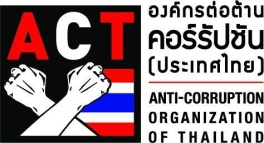 ACT
องค์กรต่อต้าน
คอร์รัปชัน
(ประเทศไทย)
ANTI-CORRUPTION
ORGANIZATION
OF THAILAND